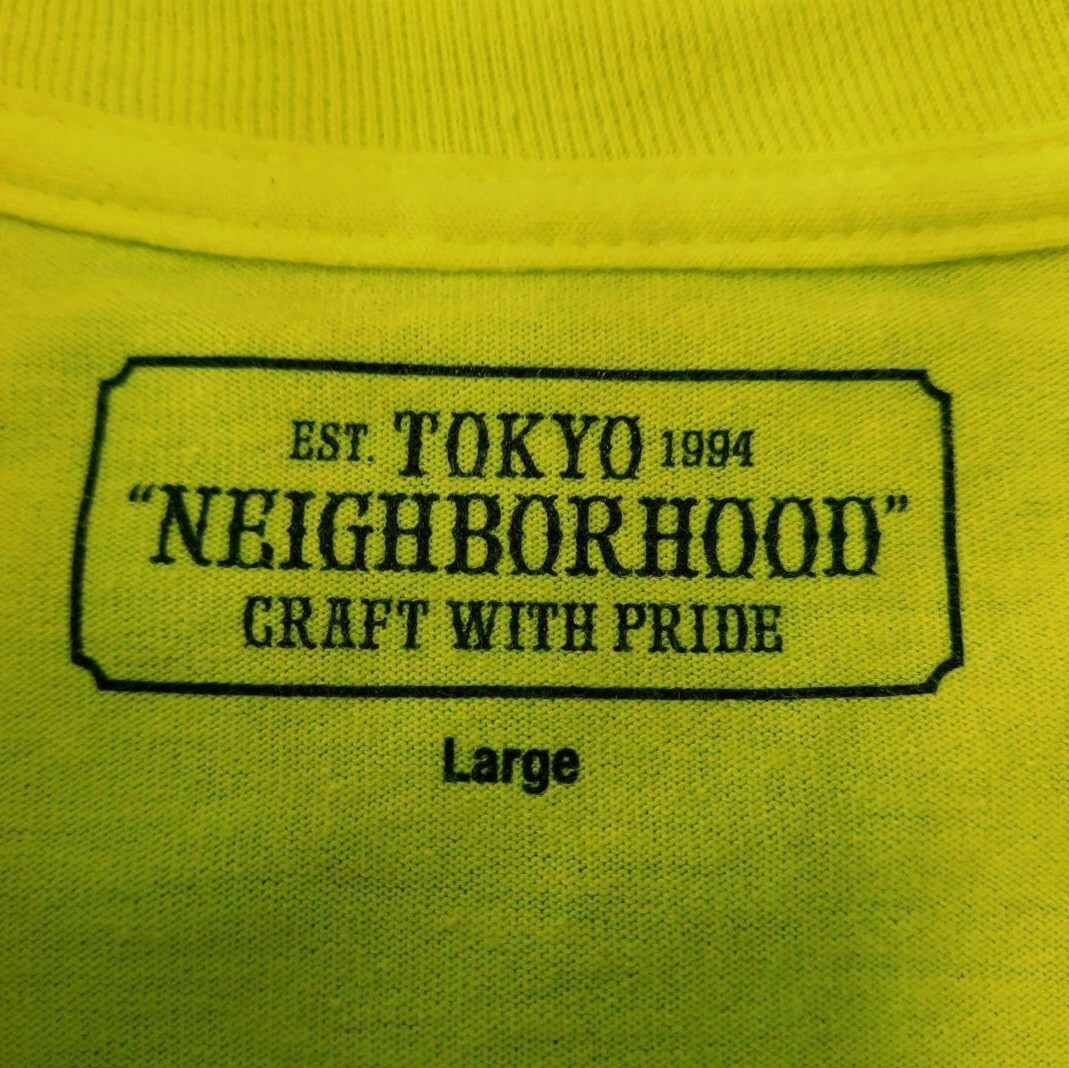 EST. TOKYO 1994
“NEIGHBORHOOD”
CRAFT WITH PRIDE
Large